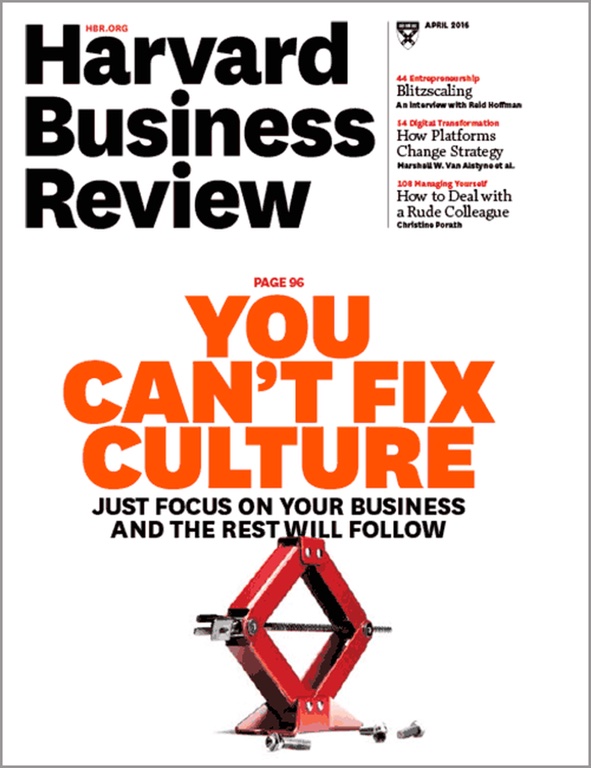 HBR.ORG
Harvard
Business
Review
APRIL 2016
44 Entrepreneurship
Blitzscaling
An Interview with Reid Hoffman
54 Digital Transformation
How Platforms
Change Strategy
Marshall W. Van Alstyne et al.
108 Managing Yourself
How to Deal with
a Rude Colleague
Christine Porath
PAGE 96
YOU
CAN'T FIX
CULTURE
JUST FOCUS ON YOUR BUSINESS
AND THE REST WILL FOLLOW